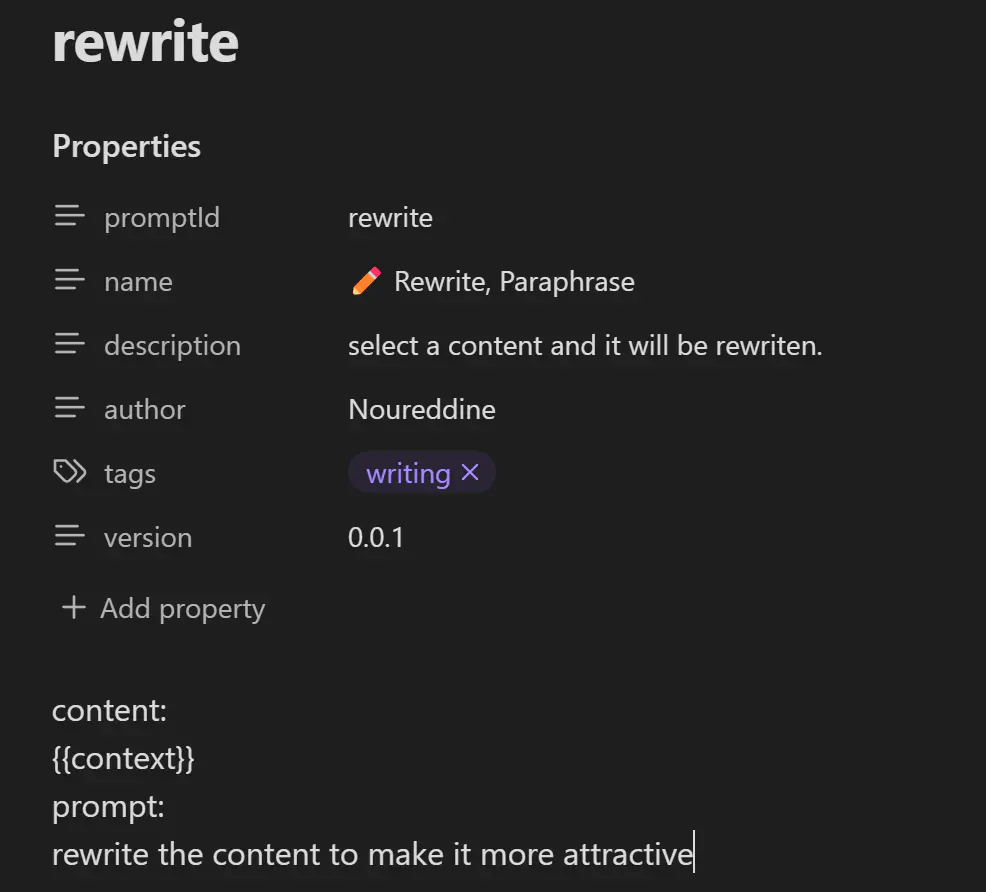 rewrite
Properties
promptId rewrite
name ✏️ Rewrite, Paraphrase
description select a content and it will be rewriten.
author Noureddine
tags writing ×
version 0.0.1
+ Add property
content:
{{context}}
prompt:
rewrite the content to make it more attractive